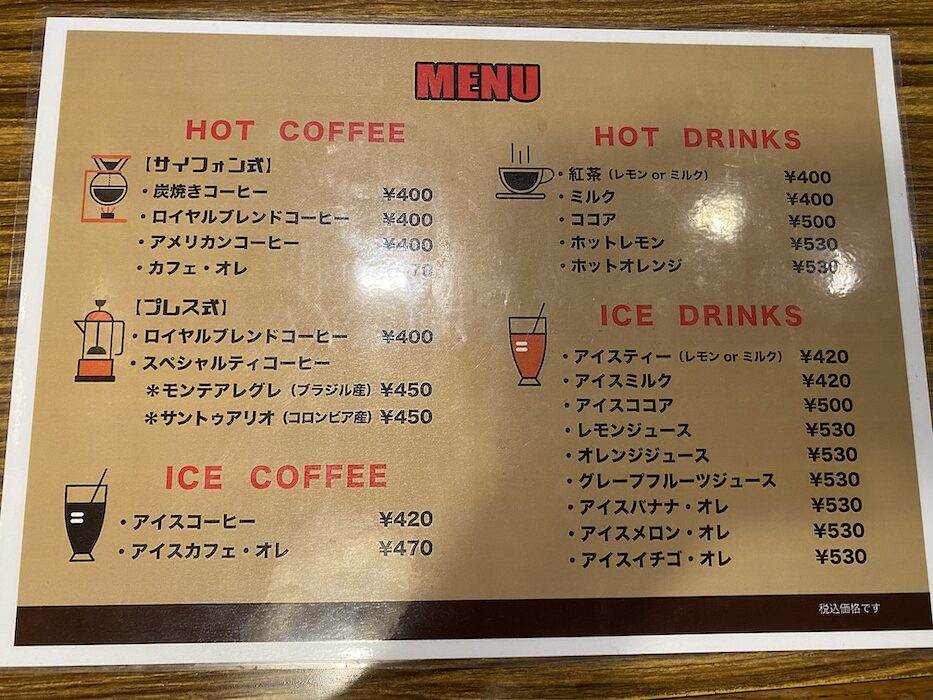 MENU
HOT COFFEE
【サイフォン式】
・炭焼きコーヒー ¥400
・ロイヤルブレンドコーヒー ¥400
・アメリカンコーヒー ¥400
・カフェ・オレ
【プレス式】
・ロイヤルブレンドコーヒー ¥400
・スペシャルティコーヒー
＊モンテアレグレ（ブラジル産） ¥450
＊サントゥアリオ（コロンビア産） ¥450
ICE COFFEE
・アイスコーヒー ¥420
・アイスカフェ・オレ ¥470
HOT DRINKS
・紅茶（レモン or ミルク） ¥400
・ミルク ¥400
・ココア ¥500
・ホットレモン ¥530
・ホットオレンジ ¥530
ICE DRINKS
・アイスティー（レモン or ミルク） ¥420
・アイスミルク ¥420
・アイスココア ¥500
・レモンジュース ¥530
・オレンジジュース ¥530
・グレープフルーツジュース ¥530
・アイスバナナ・オレ ¥530
・アイスメロン・オレ ¥530
・アイスイチゴ・オレ ¥530
税込価格です